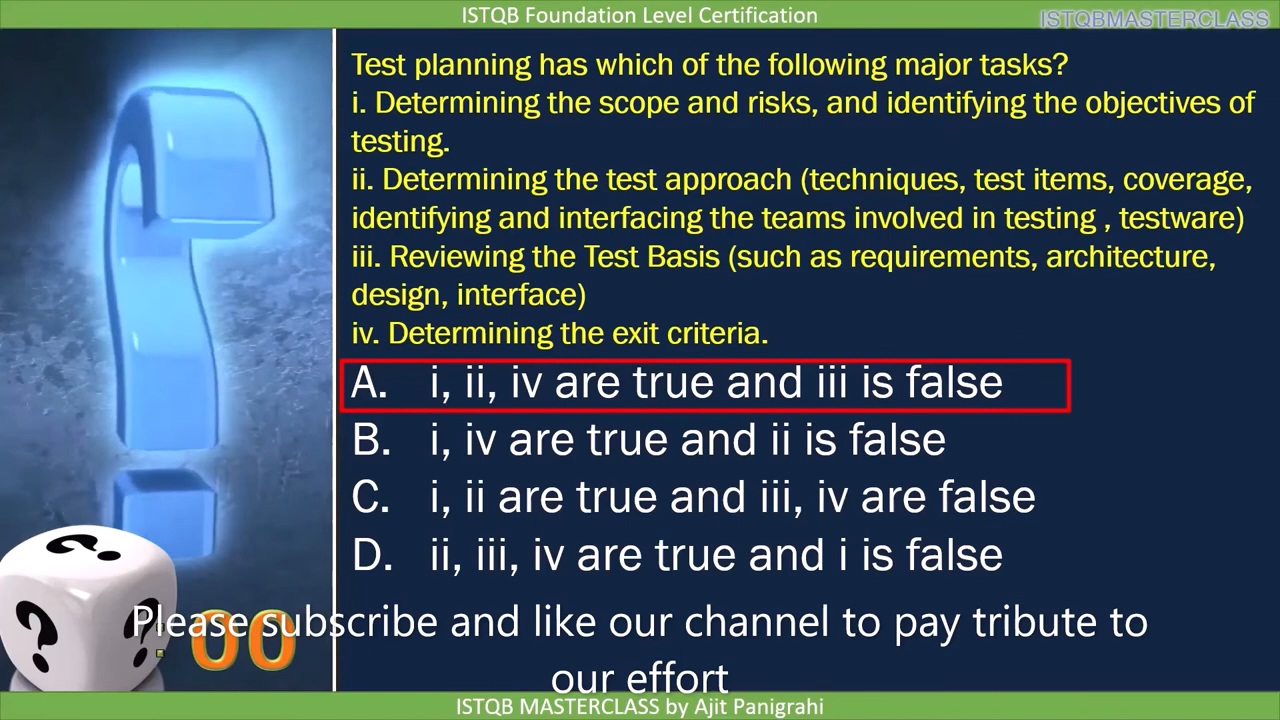 ISTQB Foundation Level Certification
ISTQBMASTERCLASS
Test planning has which of the following major tasks?
i. Determining the scope and risks, and identifying the objectives of
testing.
ii. Determining the test approach (techniques, test items, coverage,
identifying and interfacing the teams involved in testing , testware)
iii. Reviewing the Test Basis (such as requirements, architecture,
design, interface)
iv. Determining the exit criteria.
A. i, ii, iv are true and iii is false
B. i, iv are true and ii is false
C. i, ii are true and iii, iv are false
D. ii, iii, iv are true and i is false
:00
Please subscribe and like our channel to pay tribute to
our effort
ISTQB MASTERCLASS by Ajit Panigrahi